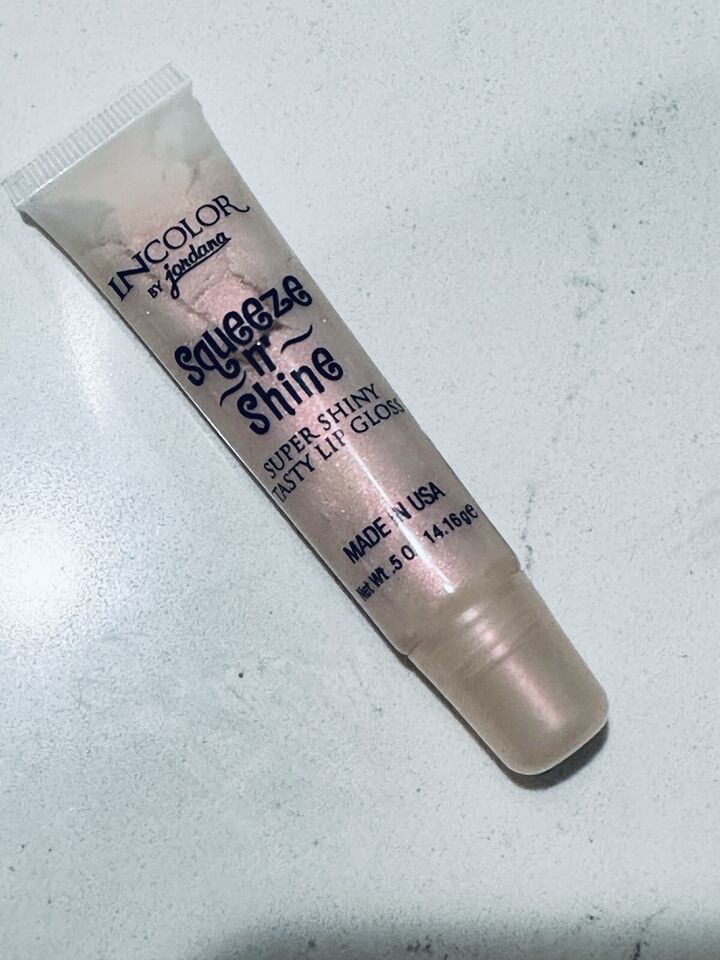 INCOLOR
BY jordana
Squeeze
n'
Shine
SUPER SHINY
TASTY LIP GLOSS
MADE IN USA
Net Wt. .5 Oz 14.16g℮